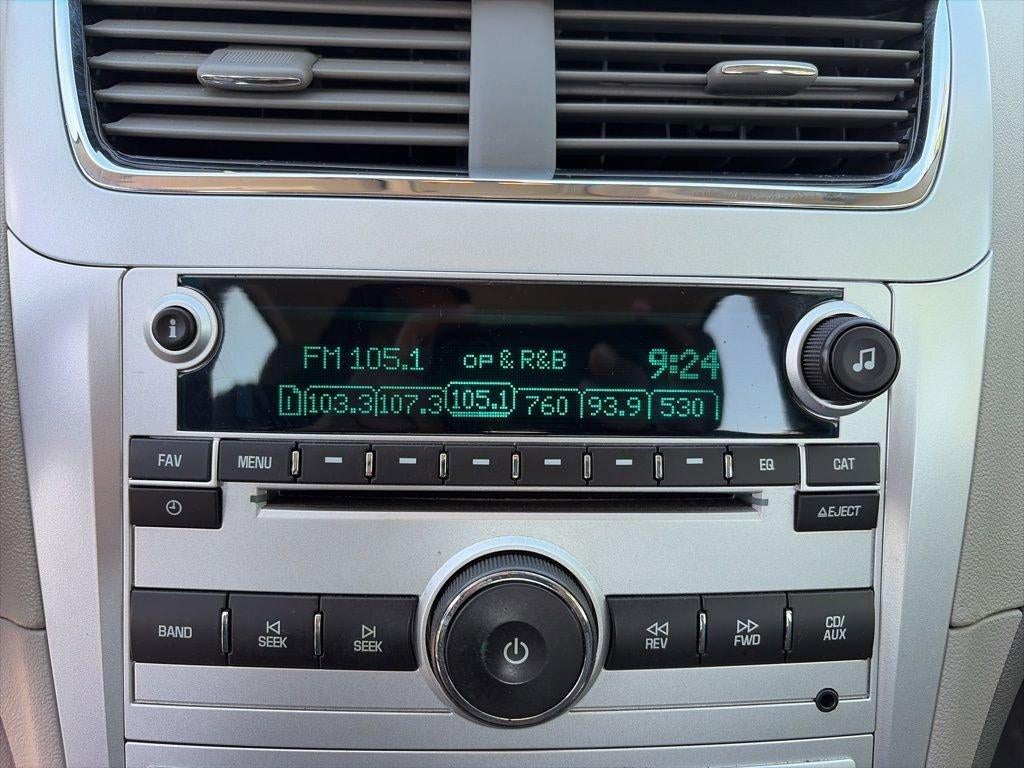 FM 105.1 OP & R&B 9:24
D 103.3 107.3 105.1 760 93.9 530
FAV MENU EQ CAT
EJECT
BAND SEEK SEEK REV FWD CD/
AUX